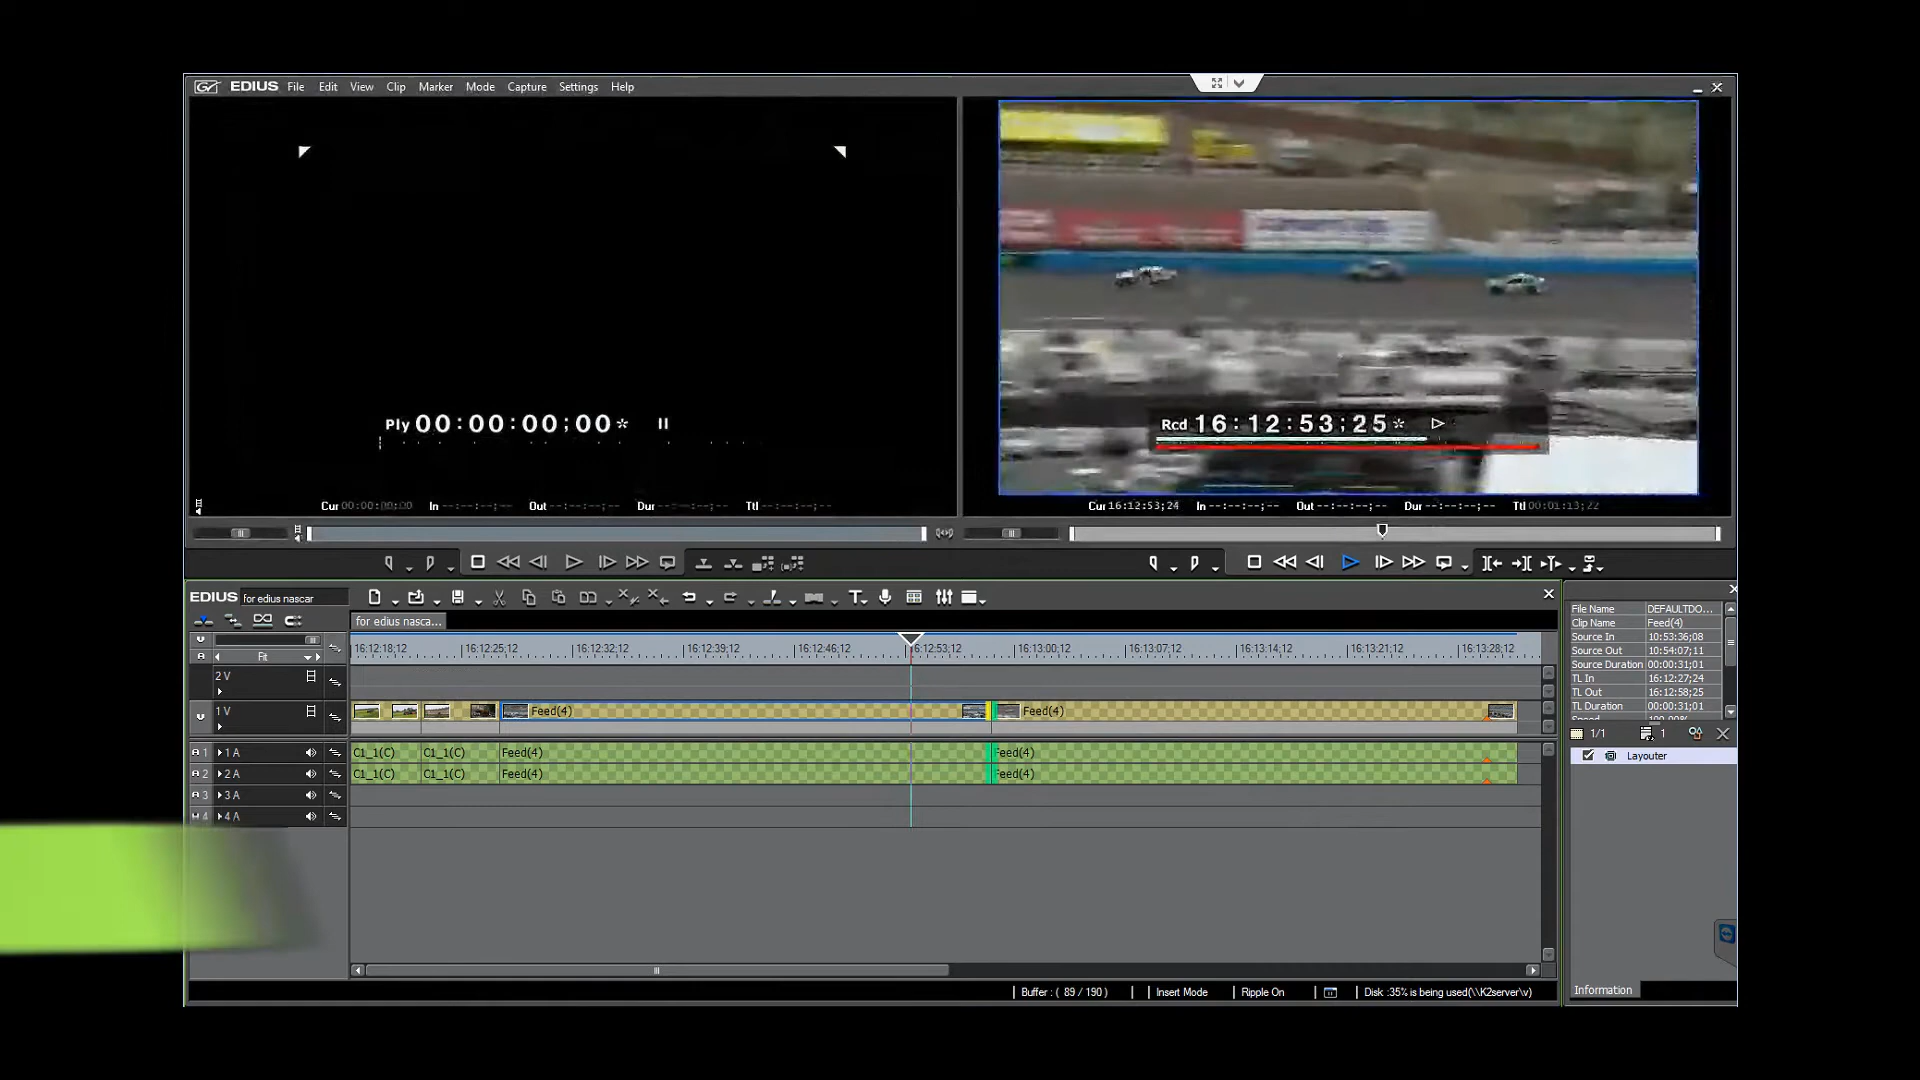 EDIUS File Edit View Clip Marker Mode Capture Settings Help
Ply 00:00:00;00* II
Rcd 16:12:53;25*
Cur 00:00:00;00 In --:--:--;-- Out --:--:--;-- Dur --:--:--;-- Ttl --:--:--;--
Cur 16:12:53;24 In --:--:--;-- Out --:--:--;-- Dur --:--:--;-- Ttl 00:01:13;22
EDIUS for edius nascar
for edius nasca...
Fit
16:12:18;12 16:12:25;12 16:12:32;12 16:12:39;12 16:12:46;12 16:12:53;12 16:13:00;12 16:13:07;12 16:13:14;12 16:13:21;12 16:13:28;12
2 V
1 V Feed(4) Feed(4)
1 1 A C1_1(C) C1_1(C) Feed(4) Feed(4)
2 2 A C1_1(C) C1_1(C) Feed(4) Feed(4)
3 3 A
4 4 A
File Name DEFAULTDO...
Clip Name Feed(4)
Source In 10:53:36;08
Source Out 10:54:07;11
Source Duration 00:00:31;01
TL In 16:12:27;24
TL Out 16:12:58;25
TL Duration 00:00:31;01
Speed 100.00%
1/1 1
Layouter
Information
Buffer : ( 89 / 190 ) Insert Mode Ripple On Disk :35% is being used(\\K2server\v)